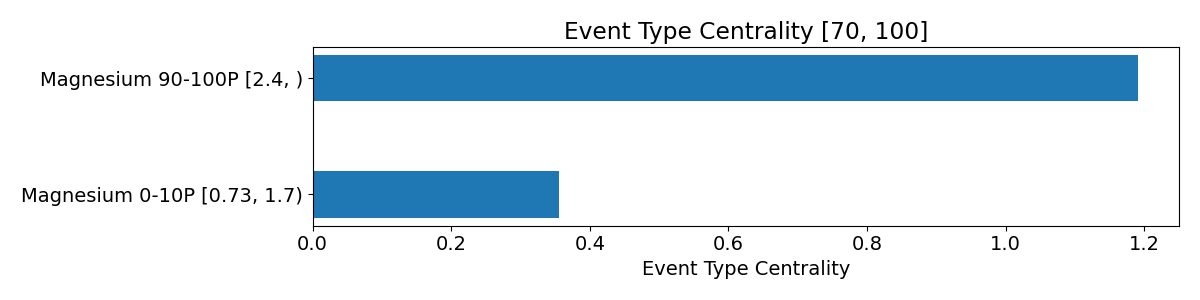 Event Type Centrality [70, 100]
Magnesium 90-100P [2.4, )
Magnesium 0-10P [0.73, 1.7)
0.0 0.2 0.4 0.6 0.8 1.0 1.2
Event Type Centrality